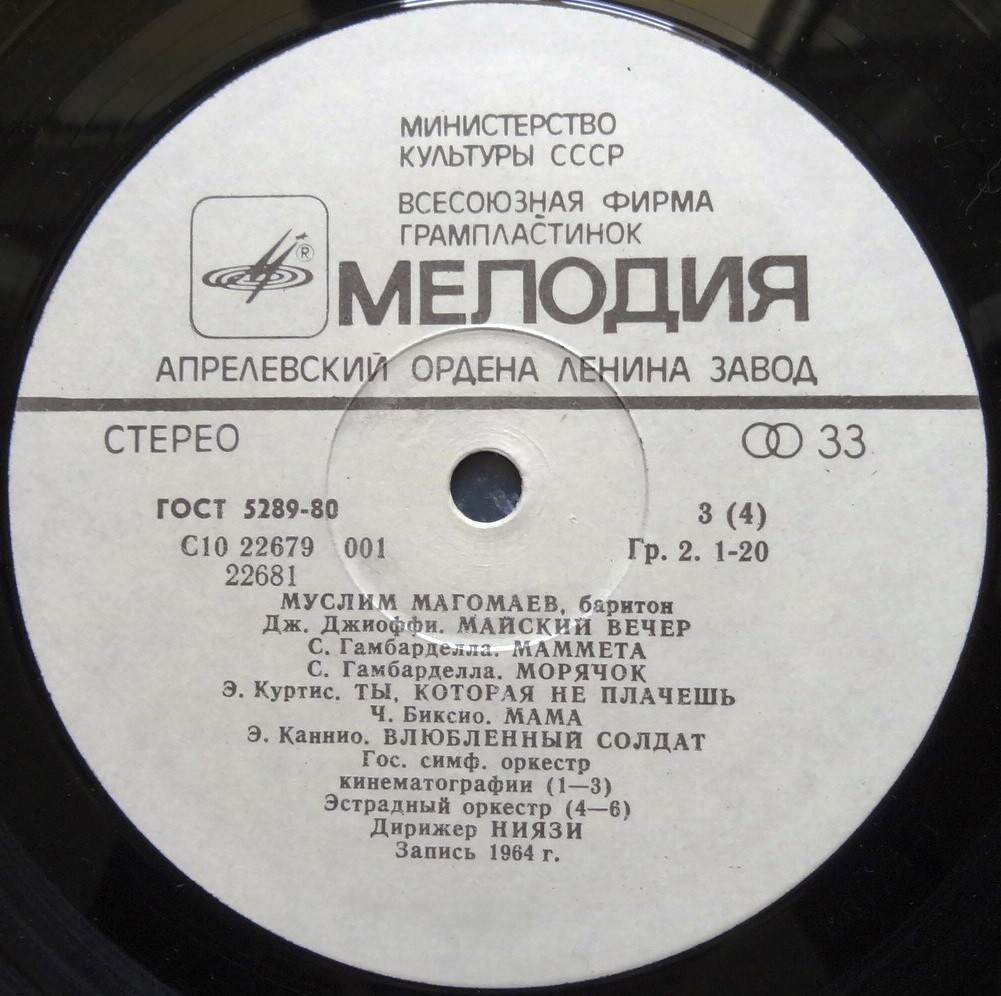 МИНИСТЕРСТВО
КУЛЬТУРЫ СССР
ВСЕСОЮЗНАЯ ФИРМА
ГРАМПЛАСТИНОК
®
МЕЛОДИЯ
АПРЕЛЕВСКИЙ ОРДЕНА ЛЕНИНА ЗАВОД
СТЕРЕО
33
ГОСТ 5289-80
3 (4)
С10 22679 001
Гр. 2. 1-20
22681
МУСЛИМ МАГОМАЕВ, баритон
Дж. Джиоффи. МАЙСКИЙ ВЕЧЕР
С. Гамбарделла. МАММЕТА
С. Гамбарделла. МОРЯЧОК
Э. Куртис. ТЫ, КОТОРАЯ НЕ ПЛАЧЕШЬ
Ч. Биксио. МАМА
Э. Каннио. ВЛЮБЛЕННЫЙ СОЛДАТ
Гос. симф. оркестр
кинематографии (1—3)
Эстрадный оркестр (4—6)
Дирижер НИЯЗИ
Запись 1964 г.